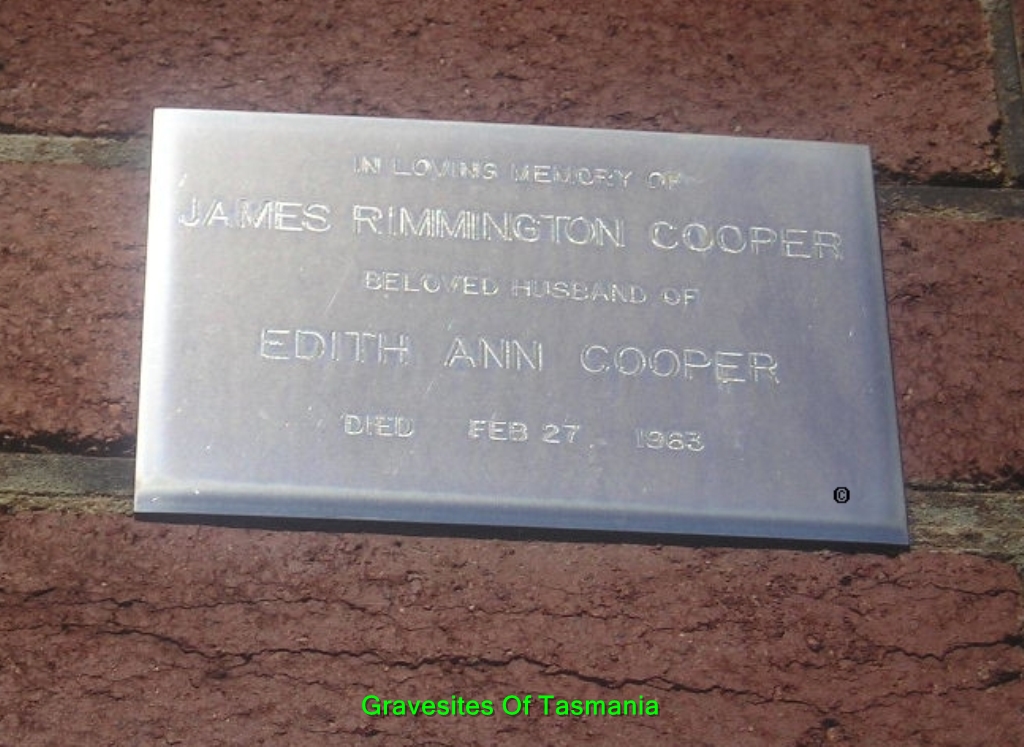 IN LOVING MEMORY OF
JAMES RIMMINGTON COOPER
BELOVED HUSBAND OF
EDITH ANN COOPER
DIED FEB 27 1963
©
Gravesites Of Tasmania